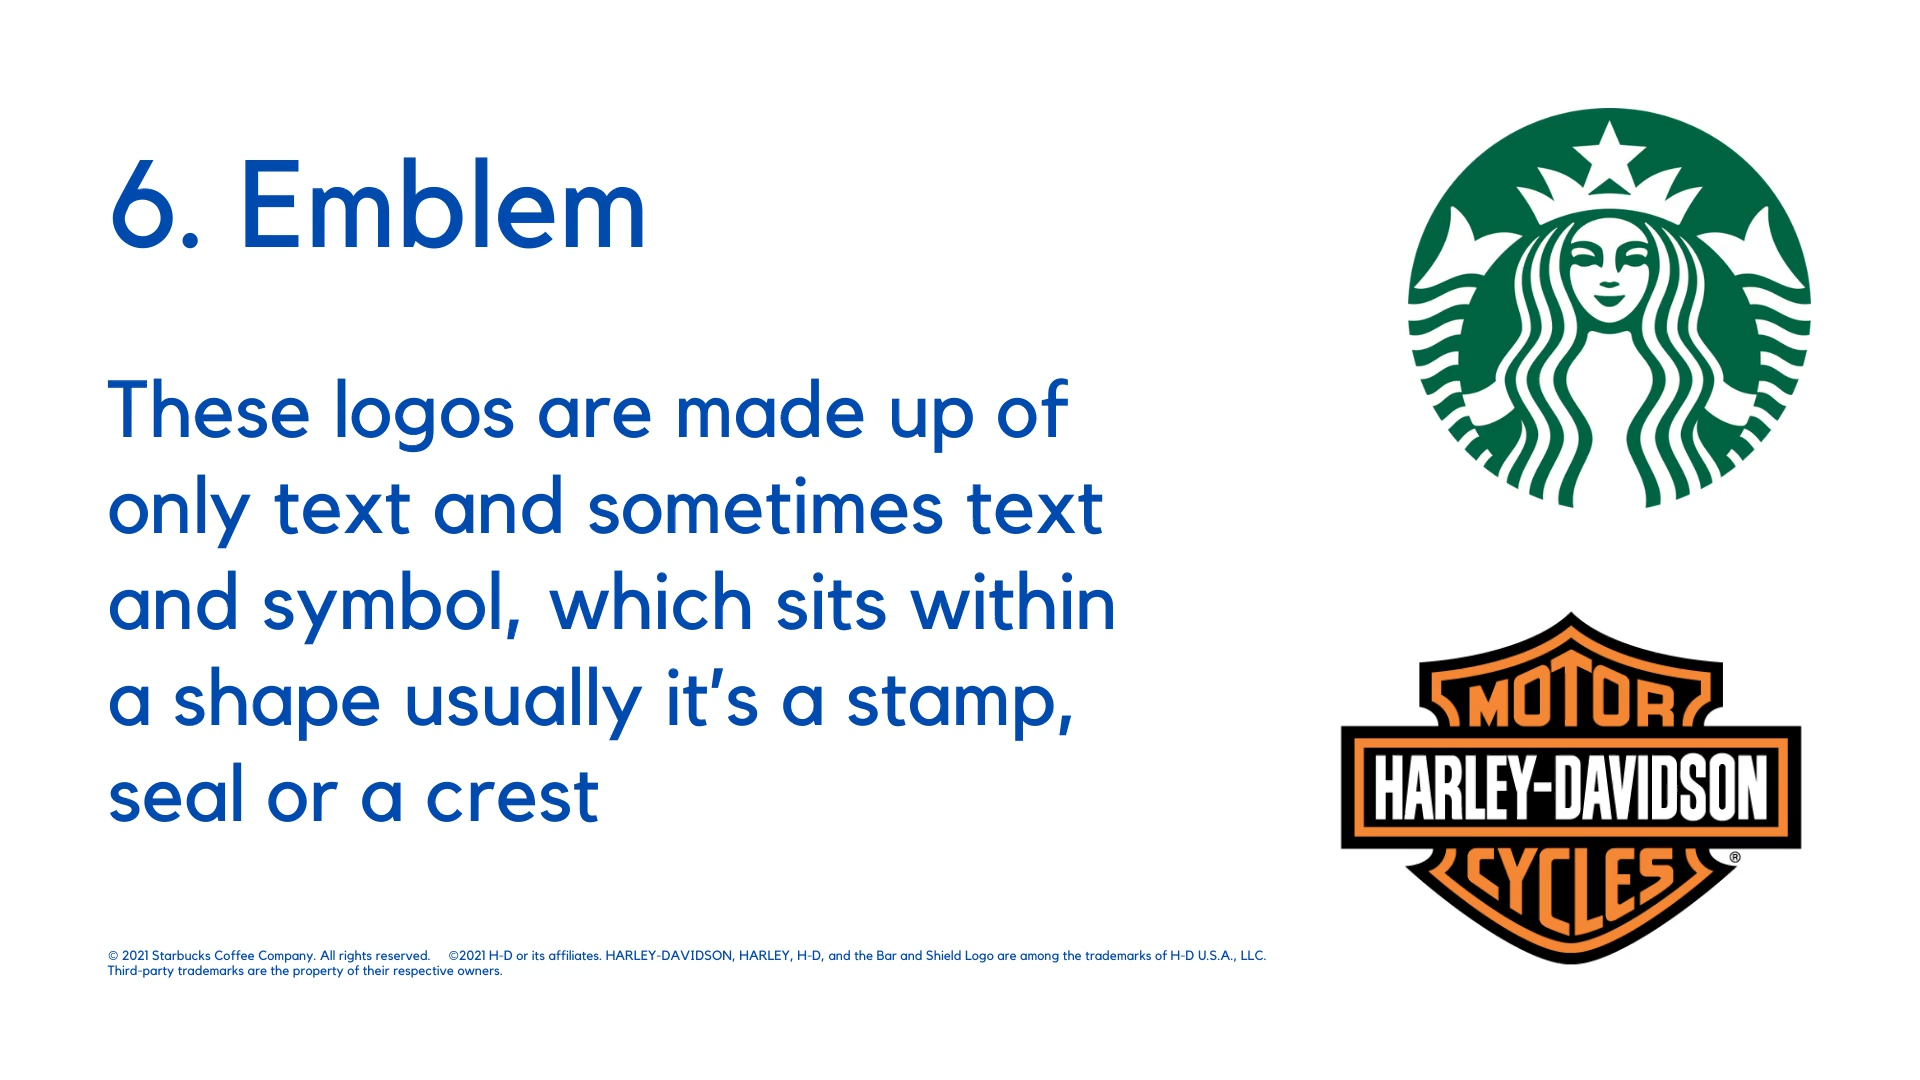 6. Emblem
These logos are made up of
only text and sometimes text
and symbol, which sits within
a shape usually it’s a stamp,
seal or a crest
MOTOR
HARLEY-DAVIDSON
CYCLES
®
© 2021 Starbucks Coffee Company. All rights reserved. ©2021 H-D or its affiliates. HARLEY-DAVIDSON, HARLEY, H-D, and the Bar and Shield Logo are among the trademarks of H-D U.S.A., LLC.
Third-party trademarks are the property of their respective owners.